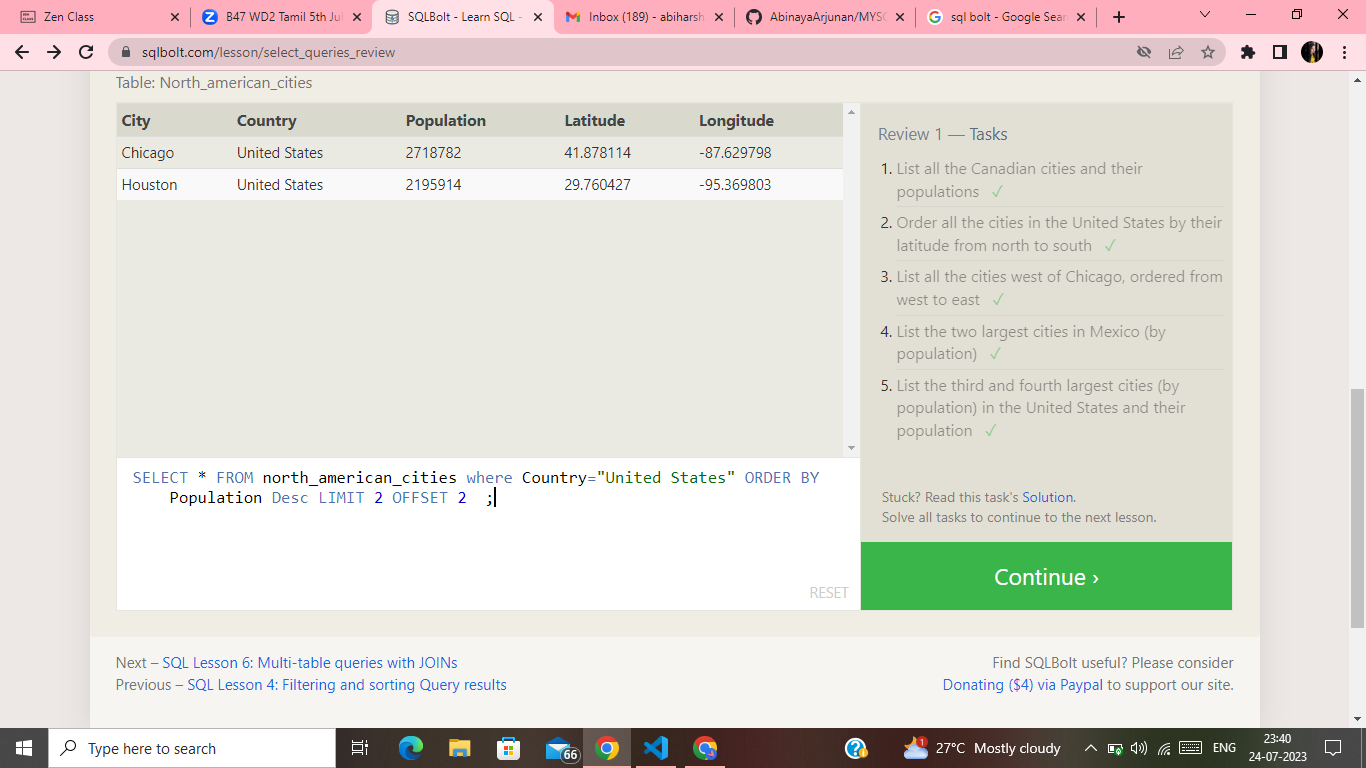 Zen Class
B47 WD2 Tamil 5th Jul
SQLBolt - Learn SQL -
Inbox (189) - abiharsh
AbinayaArjunan/MYSQ
sql bolt - Google Sear
sqlbolt.com/lesson/select_queries_review
Table: North_american_cities
City Country Population Latitude Longitude
Chicago United States 2718782 41.878114 -87.629798
Houston United States 2195914 29.760427 -95.369803
Review 1 — Tasks
1. List all the Canadian cities and their
populations ✓
2. Order all the cities in the United States by their
latitude from north to south ✓
3. List all the cities west of Chicago, ordered from
west to east ✓
4. List the two largest cities in Mexico (by
population) ✓
5. List the third and fourth largest cities (by
population) in the United States and their
population ✓
SELECT * FROM north_american_cities where Country="United States" ORDER BY
Population Desc LIMIT 2 OFFSET 2  ;
RESET
Stuck? Read this task's Solution.
Solve all tasks to continue to the next lesson.
Continue ›
Next – SQL Lesson 6: Multi-table queries with JOINs
Previous – SQL Lesson 4: Filtering and sorting Query results
Find SQLBolt useful? Please consider
Donating ($4) via Paypal to support our site.
Type here to search
66
1
27°C Mostly cloudy
ENG
23:40
24-07-2023